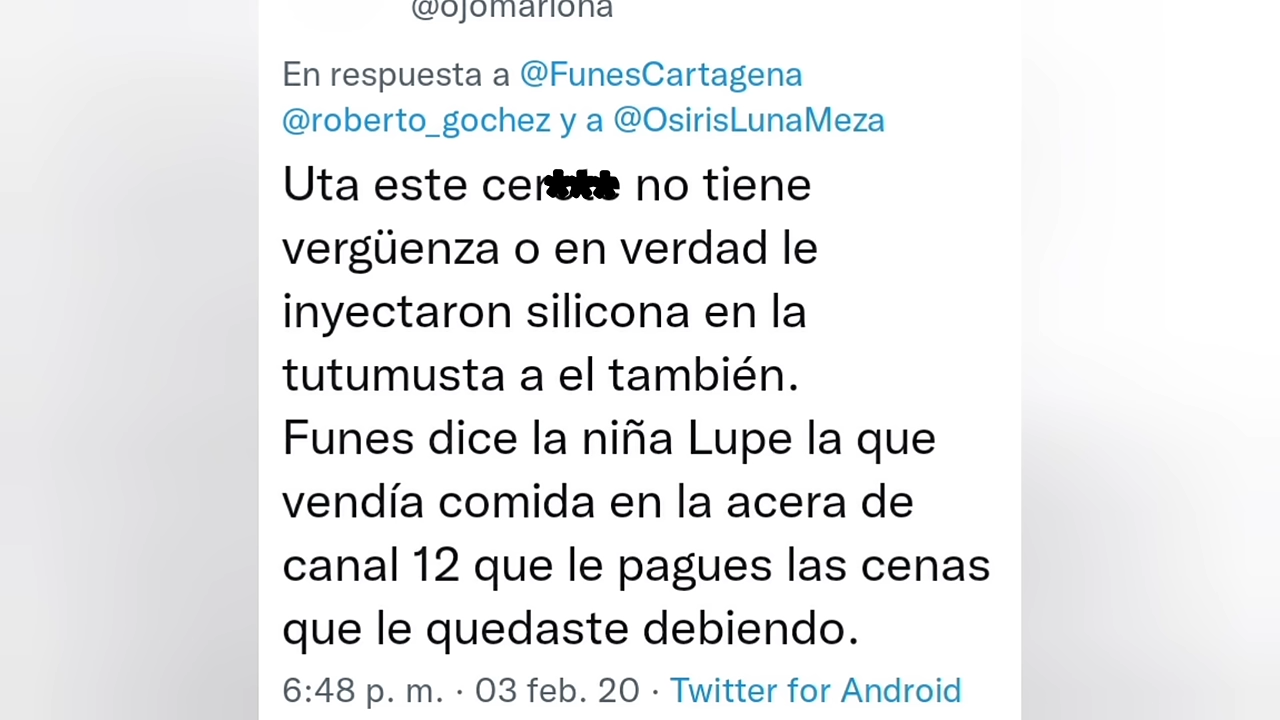 @ojomariona
En respuesta a @FunesCartagena
@roberto_gochez y a @OsirisLunaMeza
Uta este no tiene
vergüenza o en verdad le
inyectaron silicona en la
tutumusta a el también.
Funes dice la niña Lupe la que
vendía comida en la acera de
canal 12 que le pagues las cenas
que le quedaste debiendo.
6:48 p. m. · 03 feb. 20 · Twitter for Android